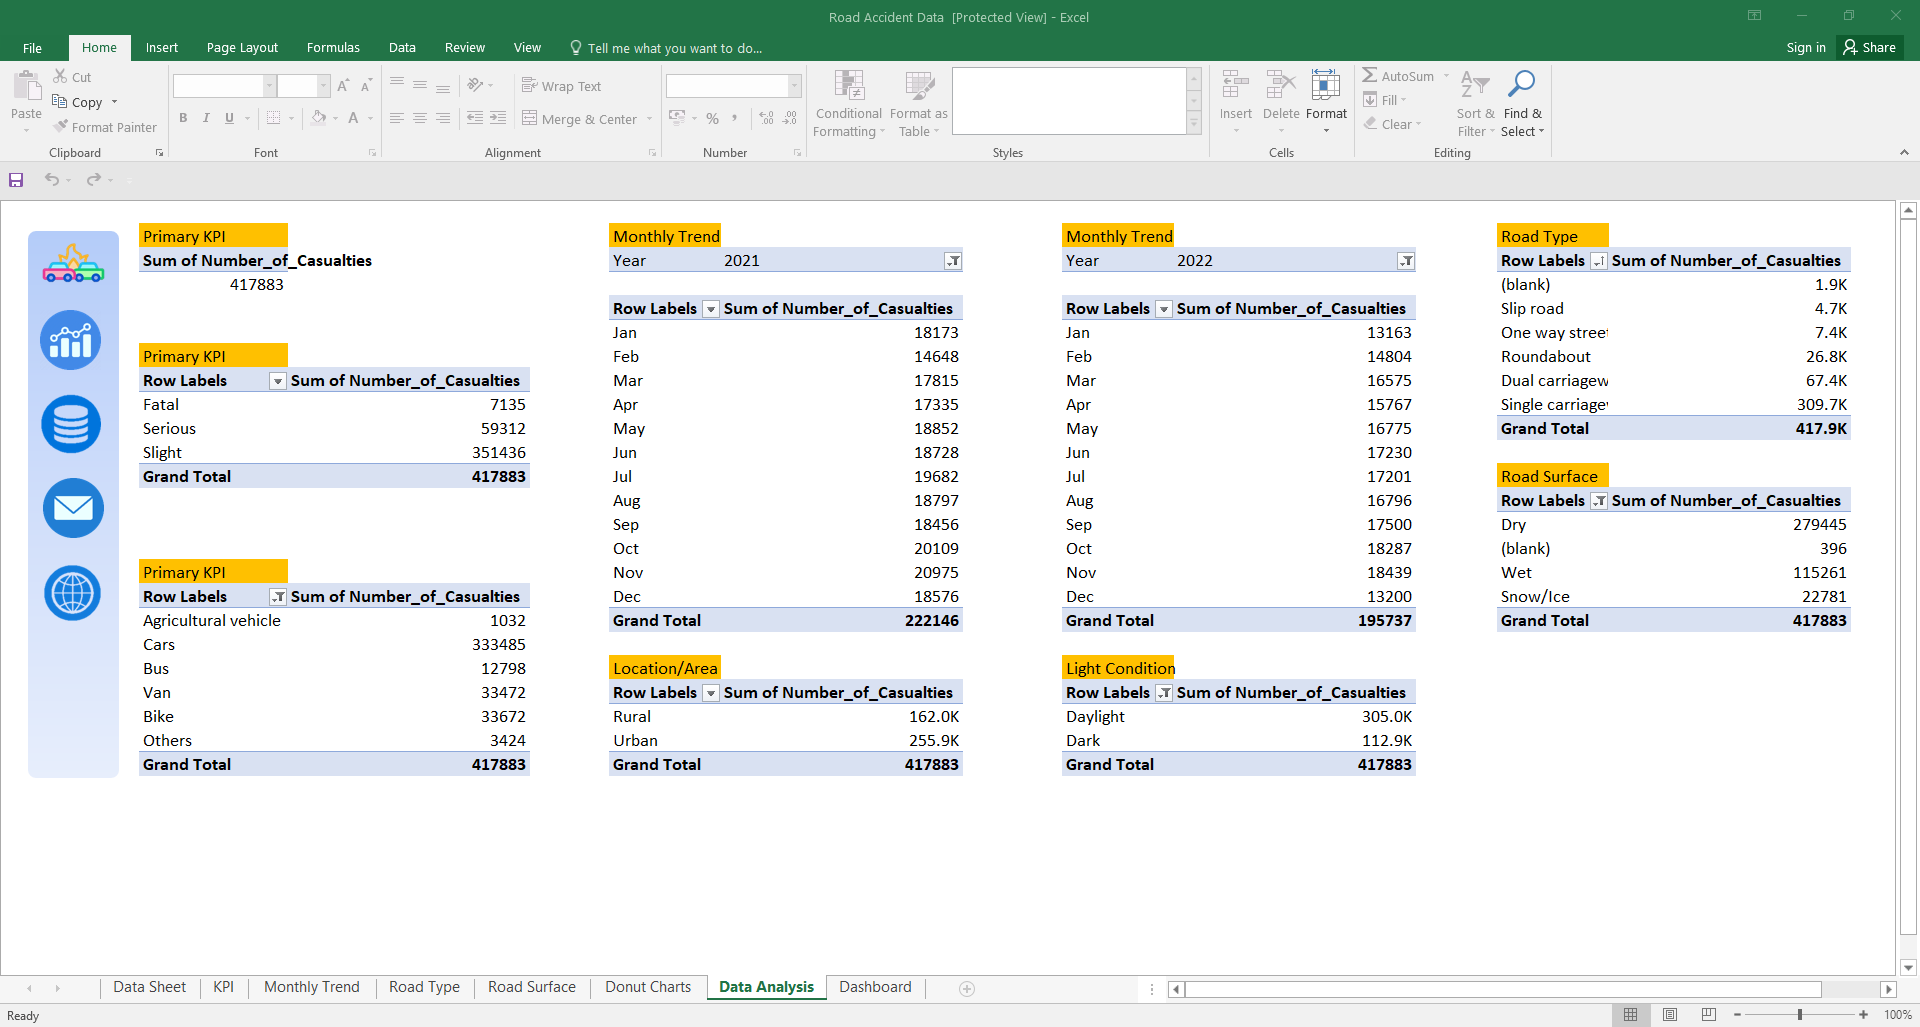 Road Accident Data  [Protected View] - Excel
File Home Insert Page Layout Formulas Data Review View Tell me what you want to do... Sign in Share
Paste
Cut
Copy
Format Painter
Clipboard
B I U A
Font
Wrap Text
Merge & Center
Alignment
%
Number
Conditional Formatting
Format as Table
Styles
Insert
Delete
Format
Cells
AutoSum
Fill
Clear
Sort & Filter
Find & Select
Editing
Primary KPI
Sum of Number_of_Casualties
417883
Primary KPI
Row Labels Sum of Number_of_Casualties
Fatal 7135
Serious 59312
Slight 351436
Grand Total 417883
Primary KPI
Row Labels Sum of Number_of_Casualties
Agricultural vehicle 1032
Cars 333485
Bus 12798
Van 33472
Bike 33672
Others 3424
Grand Total 417883
Monthly Trend
Year 2021
Row Labels Sum of Number_of_Casualties
Jan 18173
Feb 14648
Mar 17815
Apr 17335
May 18852
Jun 18728
Jul 19682
Aug 18797
Sep 18456
Oct 20109
Nov 20975
Dec 18576
Grand Total 222146
Location/Area
Row Labels Sum of Number_of_Casualties
Rural 162.0K
Urban 255.9K
Grand Total 417883
Monthly Trend
Year 2022
Row Labels Sum of Number_of_Casualties
Jan 13163
Feb 14804
Mar 16575
Apr 15767
May 16775
Jun 17230
Jul 17201
Aug 16796
Sep 17500
Oct 18287
Nov 18439
Dec 13200
Grand Total 195737
Light Condition
Row Labels Sum of Number_of_Casualties
Daylight 305.0K
Dark 112.9K
Grand Total 417883
Road Type
Row Labels Sum of Number_of_Casualties
(blank) 1.9K
Slip road 4.7K
One way street 7.4K
Roundabout 26.8K
Dual carriagew 67.4K
Single carriage 309.7K
Grand Total 417.9K
Road Surface
Row Labels Sum of Number_of_Casualties
Dry 279445
(blank) 396
Wet 115261
Snow/Ice 22781
Grand Total 417883
Data Sheet KPI Monthly Trend Road Type Road Surface Donut Charts Data Analysis Dashboard
Ready 100%